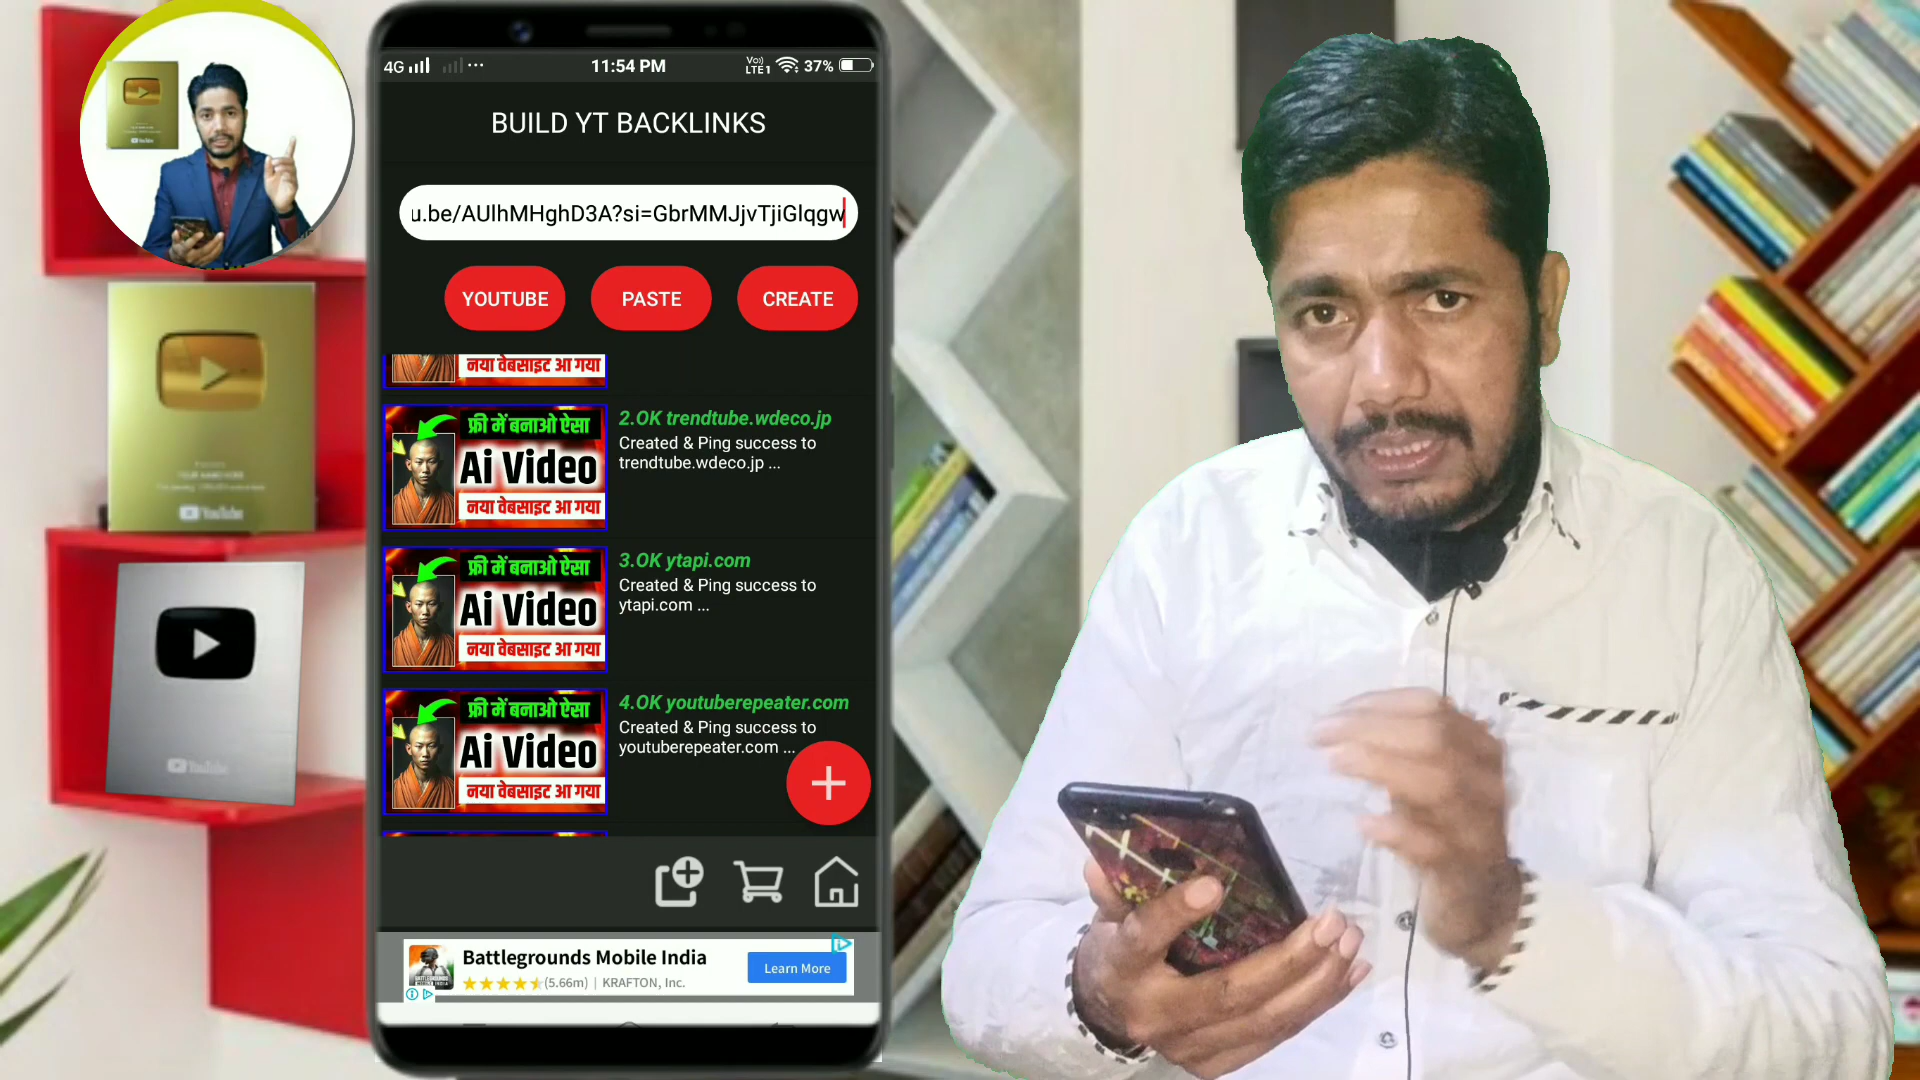 4G
11:54 PM
Vo))
LTE1
37%
BUILD YT BACKLINKS
u.be/AUlhMHghD3A?si=GbrMMJjvTjiGlqgw
YOUTUBE
PASTE
CREATE
नया वेबसाइट आ गया
फ्री में बनाओ ऐसा
Ai Video
नया वेबसाइट आ गया
2.OK trendtube.wdeco.jp
Created & Ping success to
trendtube.wdeco.jp ...
फ्री में बनाओ ऐसा
Ai Video
नया वेबसाइट आ गया
3.OK ytapi.com
Created & Ping success to
ytapi.com ...
फ्री में बनाओ ऐसा
Ai Video
नया वेबसाइट आ गया
4.OK youtuberepeater.com
Created & Ping success to
youtuberepeater.com ...
Battlegrounds Mobile India
(5.66m) | KRAFTON, Inc.
Learn More
YouTube
YouTube